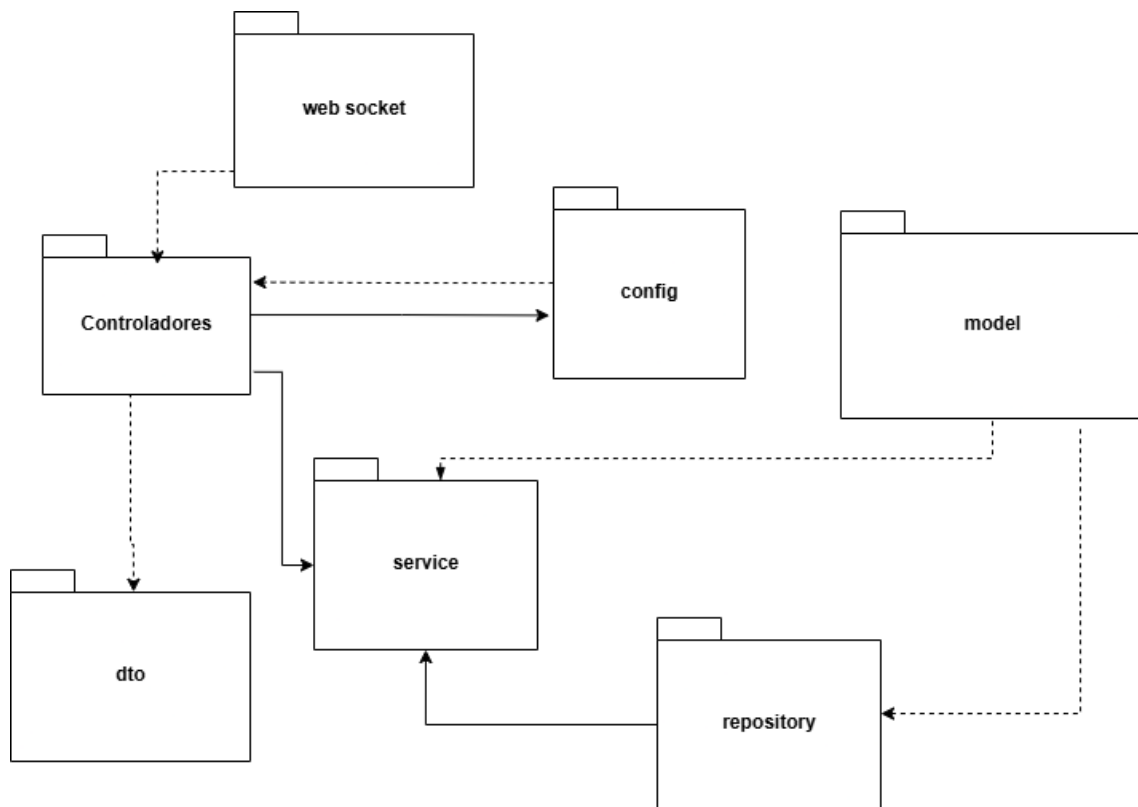 web socket
config
model
Controladores
service
dto
repository